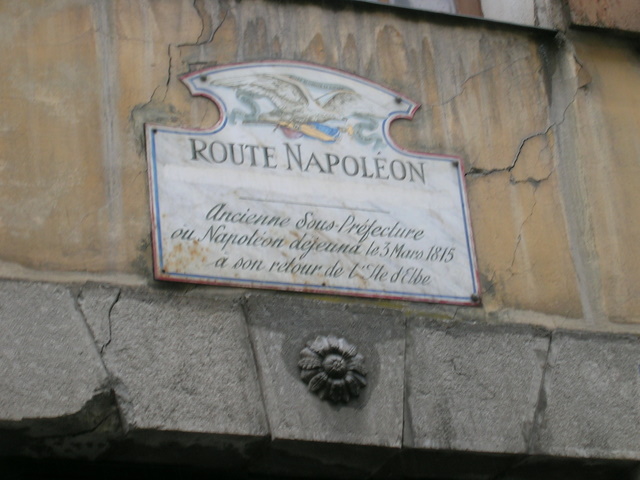 ROUTE NAPOLÉON
Ancienne Sous-Préfecture
ou Napoléon déjeuna le 3 Mars 1815
à son retour de l'Ile d'Elbe